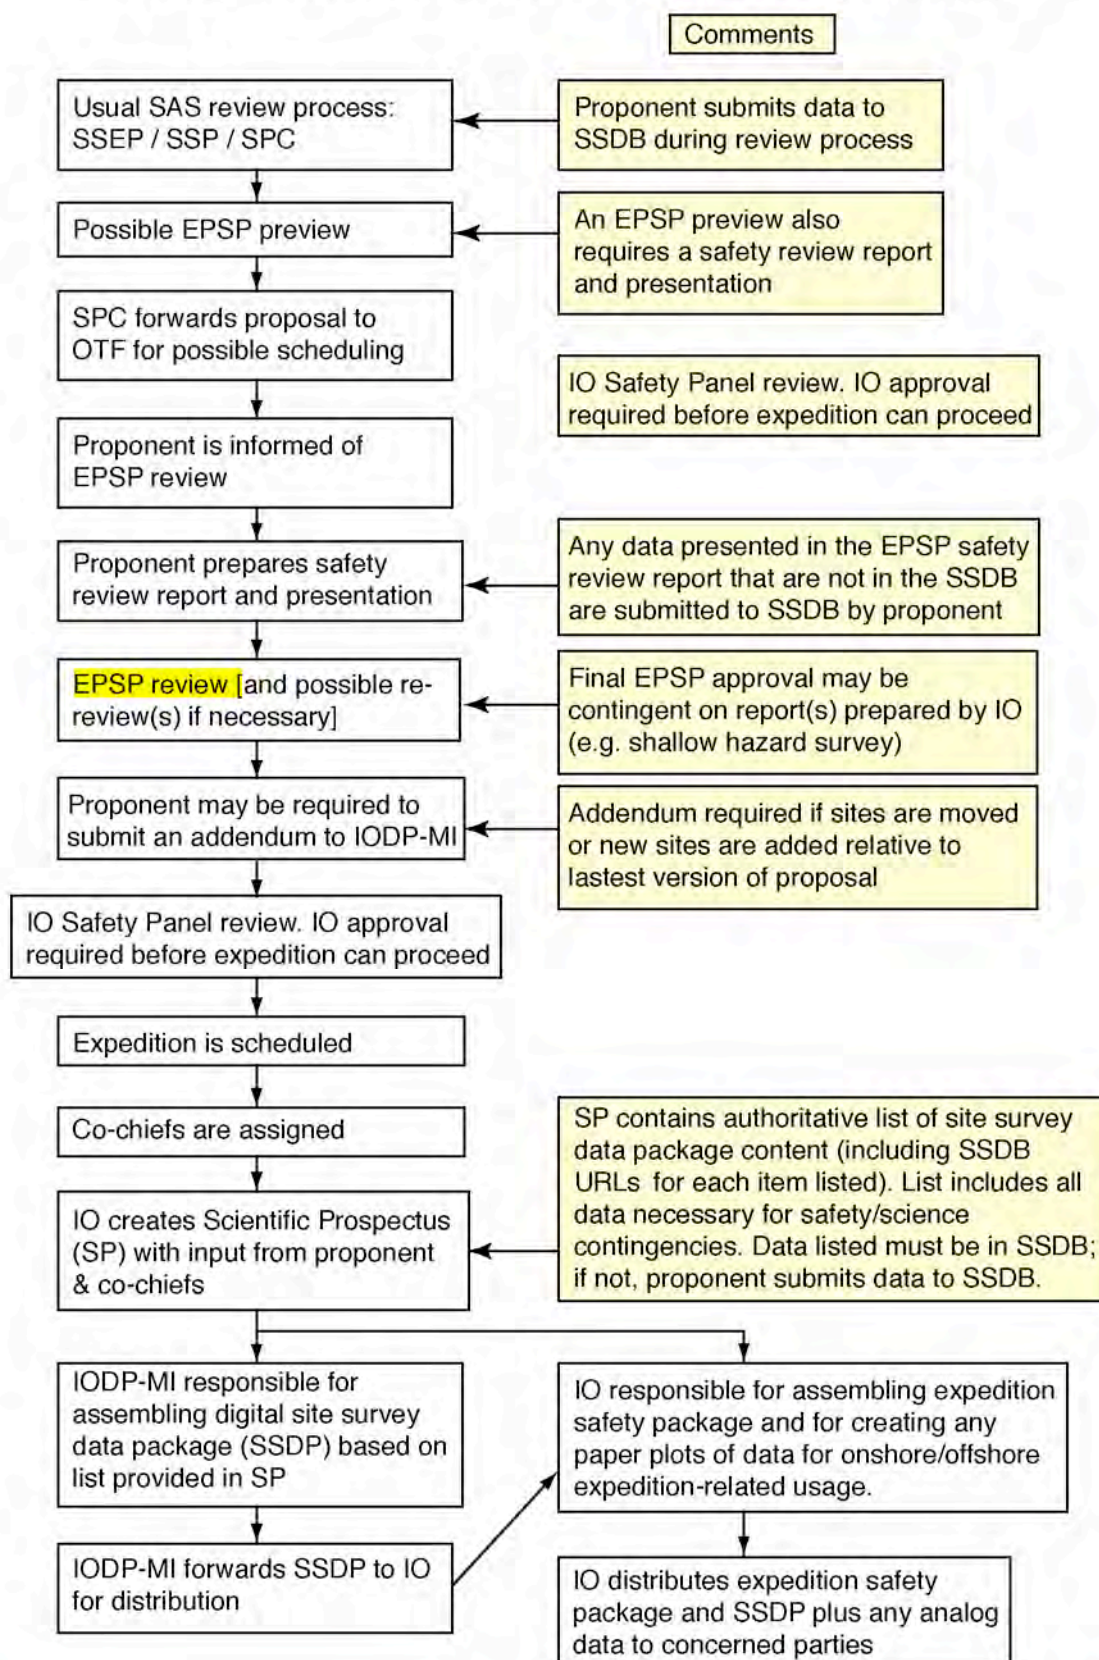 Comments
Usual SAS review process:
SSEP / SSP / SPC
Proponent submits data to
SSDB during review process
Possible EPSP preview
An EPSP preview also
requires a safety review report
and presentation
SPC forwards proposal to
OTF for possible scheduling
IO Safety Panel review. IO approval
required before expedition can proceed
Proponent is informed of
EPSP review
Proponent prepares safety
review report and presentation
Any data presented in the EPSP safety
review report that are not in the SSDB
are submitted to SSDB by proponent
EPSP review [and possible re-
review(s) if necessary]
Final EPSP approval may be
contingent on report(s) prepared by IO
(e.g. shallow hazard survey)
Proponent may be required to
submit an addendum to IODP-MI
Addendum required if sites are moved
or new sites are added relative to
lastest version of proposal
IO Safety Panel review. IO approval
required before expedition can proceed
Expedition is scheduled
Co-chiefs are assigned
SP contains authoritative list of site survey
data package content (including SSDB
URLs for each item listed). List includes all
data necessary for safety/science
contingencies. Data listed must be in SSDB;
if not, proponent submits data to SSDB.
IO creates Scientific Prospectus
(SP) with input from proponent
& co-chiefs
IODP-MI responsible for
assembling digital site survey
data package (SSDP) based on
list provided in SP
IO responsible for assembling expedition
safety package and for creating any
paper plots of data for onshore/offshore
expedition-related usage.
IODP-MI forwards SSDP to IO
for distribution
IO distributes expedition safety
package and SSDP plus any analog
data to concerned parties